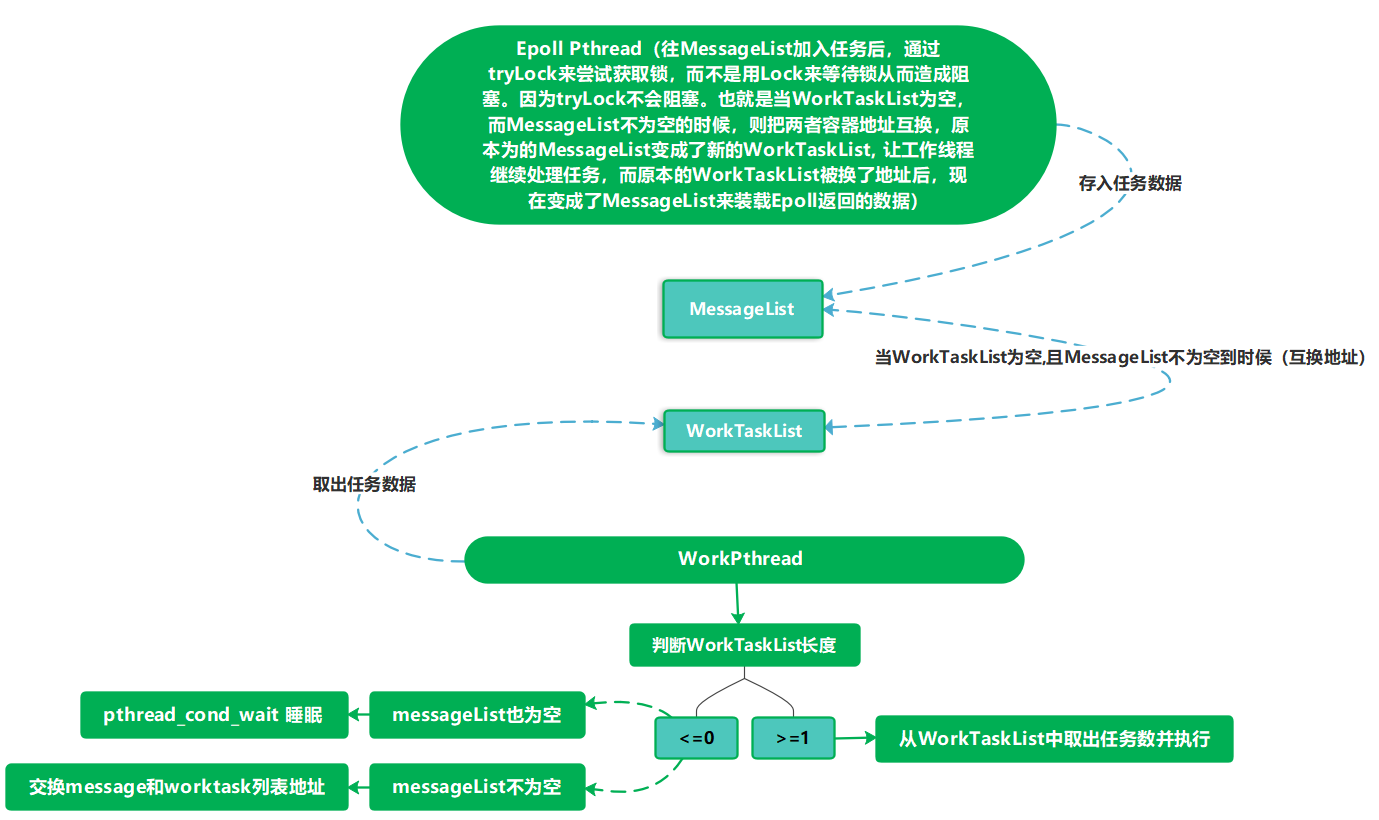 Epoll Pthread（往MessageList加入任务后，通过
tryLock来尝试获取锁，而不是用Lock来等待锁从而造成阻
塞。因为tryLock不会阻塞。也就是当WorkTaskList为空，
而MessageList不为空的时候，则把两者容器地址互换，原
本为的MessageList变成了新的WorkTaskList, 让工作线程
继续处理任务，而原本的WorkTaskList被换了地址后，现
在变成了MessageList来装载Epoll返回的数据）
存入任务数据
MessageList
当WorkTaskList为空,且MessageList不为空到时侯（互换地址）
WorkTaskList
取出任务数据
WorkPthread
判断WorkTaskList长度
pthread_cond_wait 睡眠
messageList也为空
<=0
>=1
从WorkTaskList中取出任务数并执行
交换message和worktask列表地址
messageList不为空